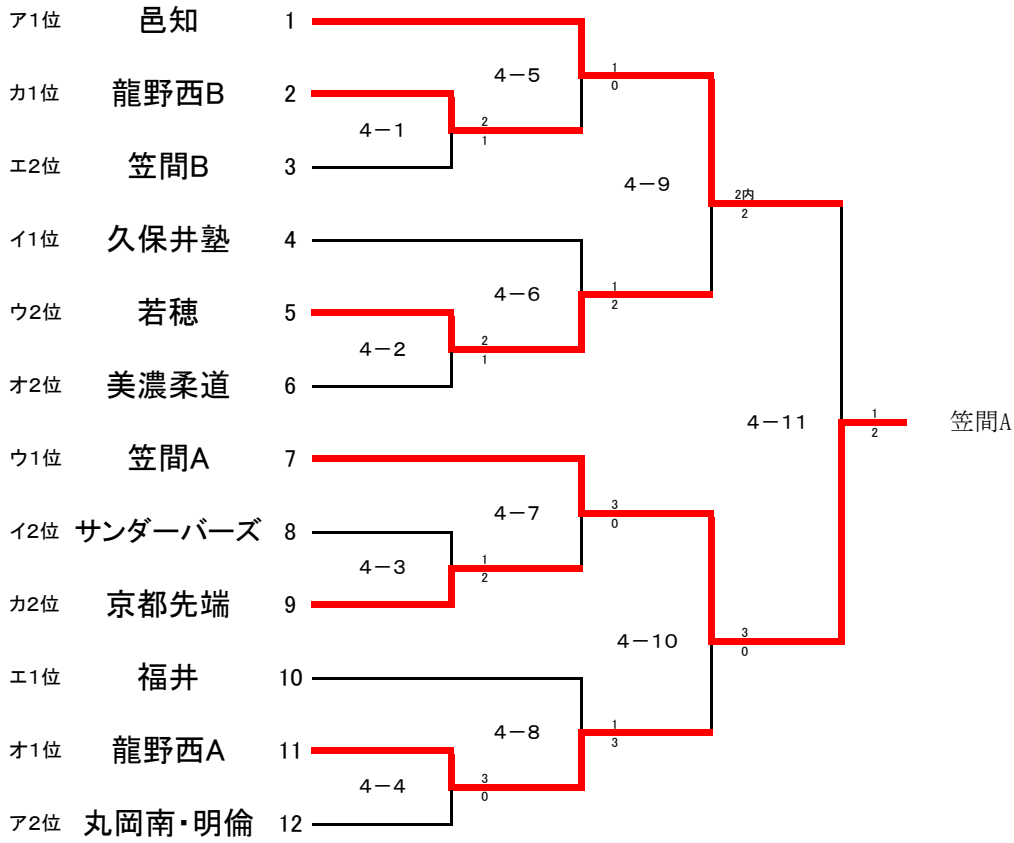 ア1位 邑知 1
4－5
1
0
カ1位 龍野西B 2
4－1
2
1
エ2位 笠間B 3
4－9
2内
2
イ1位 久保井塾 4
4－6
1
2
ウ2位 若穂 5
4－2
2
1
オ2位 美濃柔道 6
4－11
1
2
笠間A
ウ1位 笠間A 7
4－7
3
0
イ2位 サンダーバーズ 8
4－3
1
2
カ2位 京都先端 9
4－10
3
0
エ1位 福井 10
4－8
1
3
オ1位 龍野西A 11
4－4
3
0
ア2位 丸岡南・明倫 12